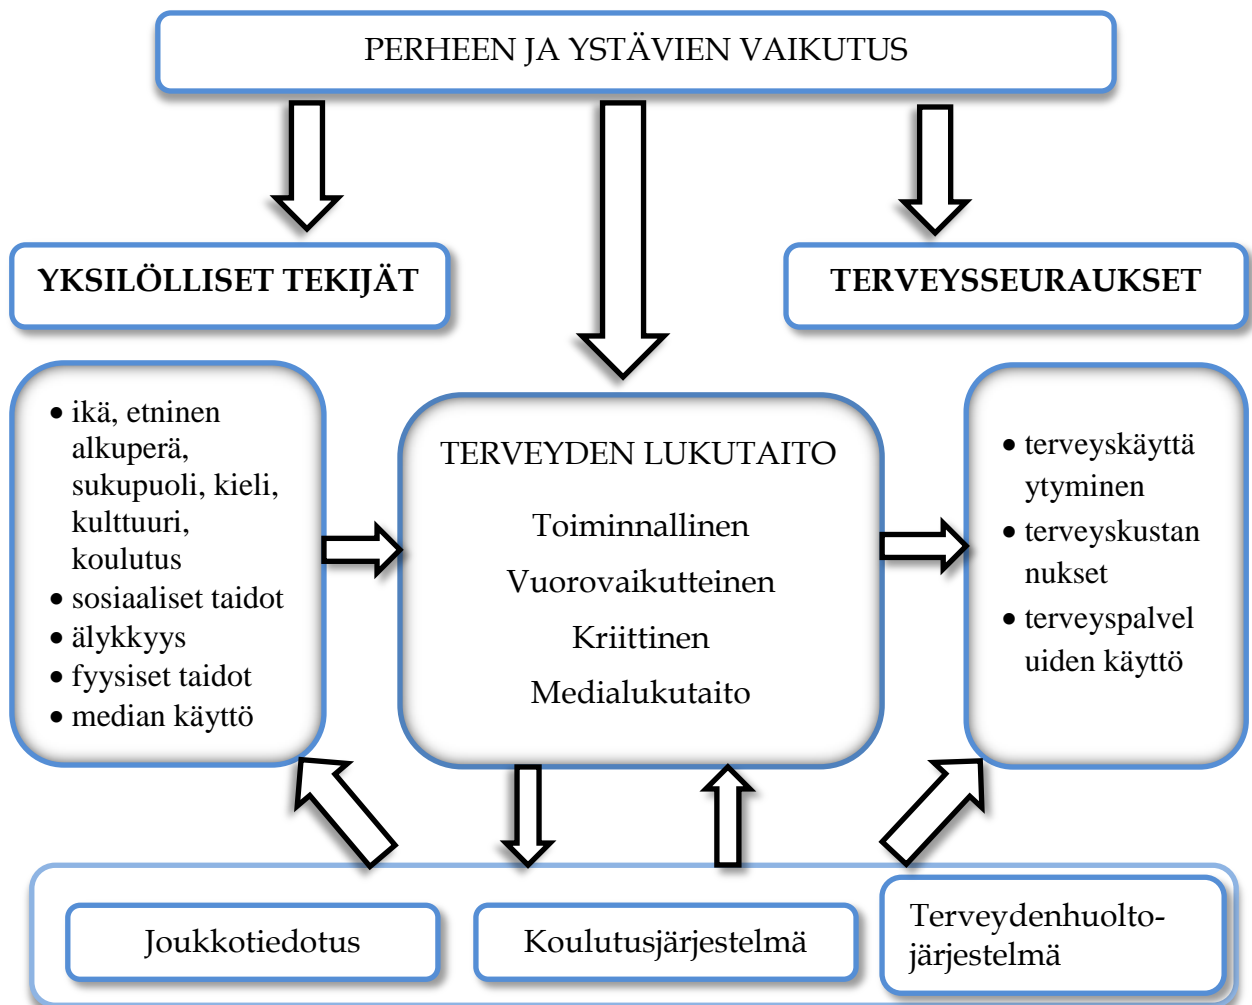 PERHEEN JA YSTÄVIEN VAIKUTUS
YKSILÖLLISET TEKIJÄT
TERVEYSSEURAUKSET
• ikä, etninen
alkuperä,
sukupuoli, kieli,
kulttuuri,
koulutus
• sosiaaliset taidot
• älykkyys
• fyysiset taidot
• median käyttö
TERVEYDEN LUKUTAITO
Toiminnallinen
Vuorovaikutteinen
Kriittinen
Medialukutaito
• terveyskäyttä
ytyminen
• terveyskustan
nukset
• terveyspalvel
uiden käyttö
Joukkotiedotus
Koulutusjärjestelmä
Terveydenhuolto-
järjestelmä